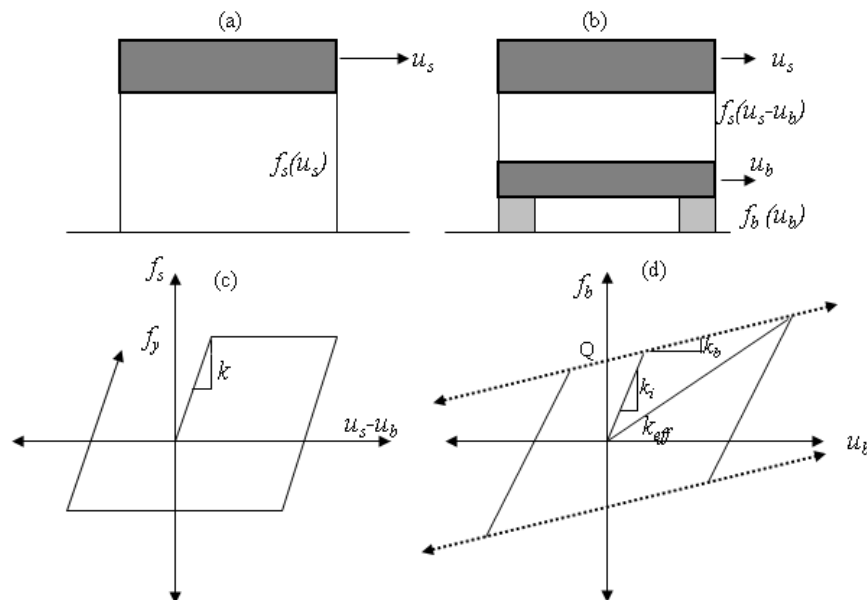 (a)
u_s
f_s(u_s)
(b)
u_s
f_s(u_s-u_b)
u_b
f_b (u_b)
f_s
(c)
f_y
k
u_s-u_b
(d)
f_b
Q
k_b
k_i
k_eff
u_b